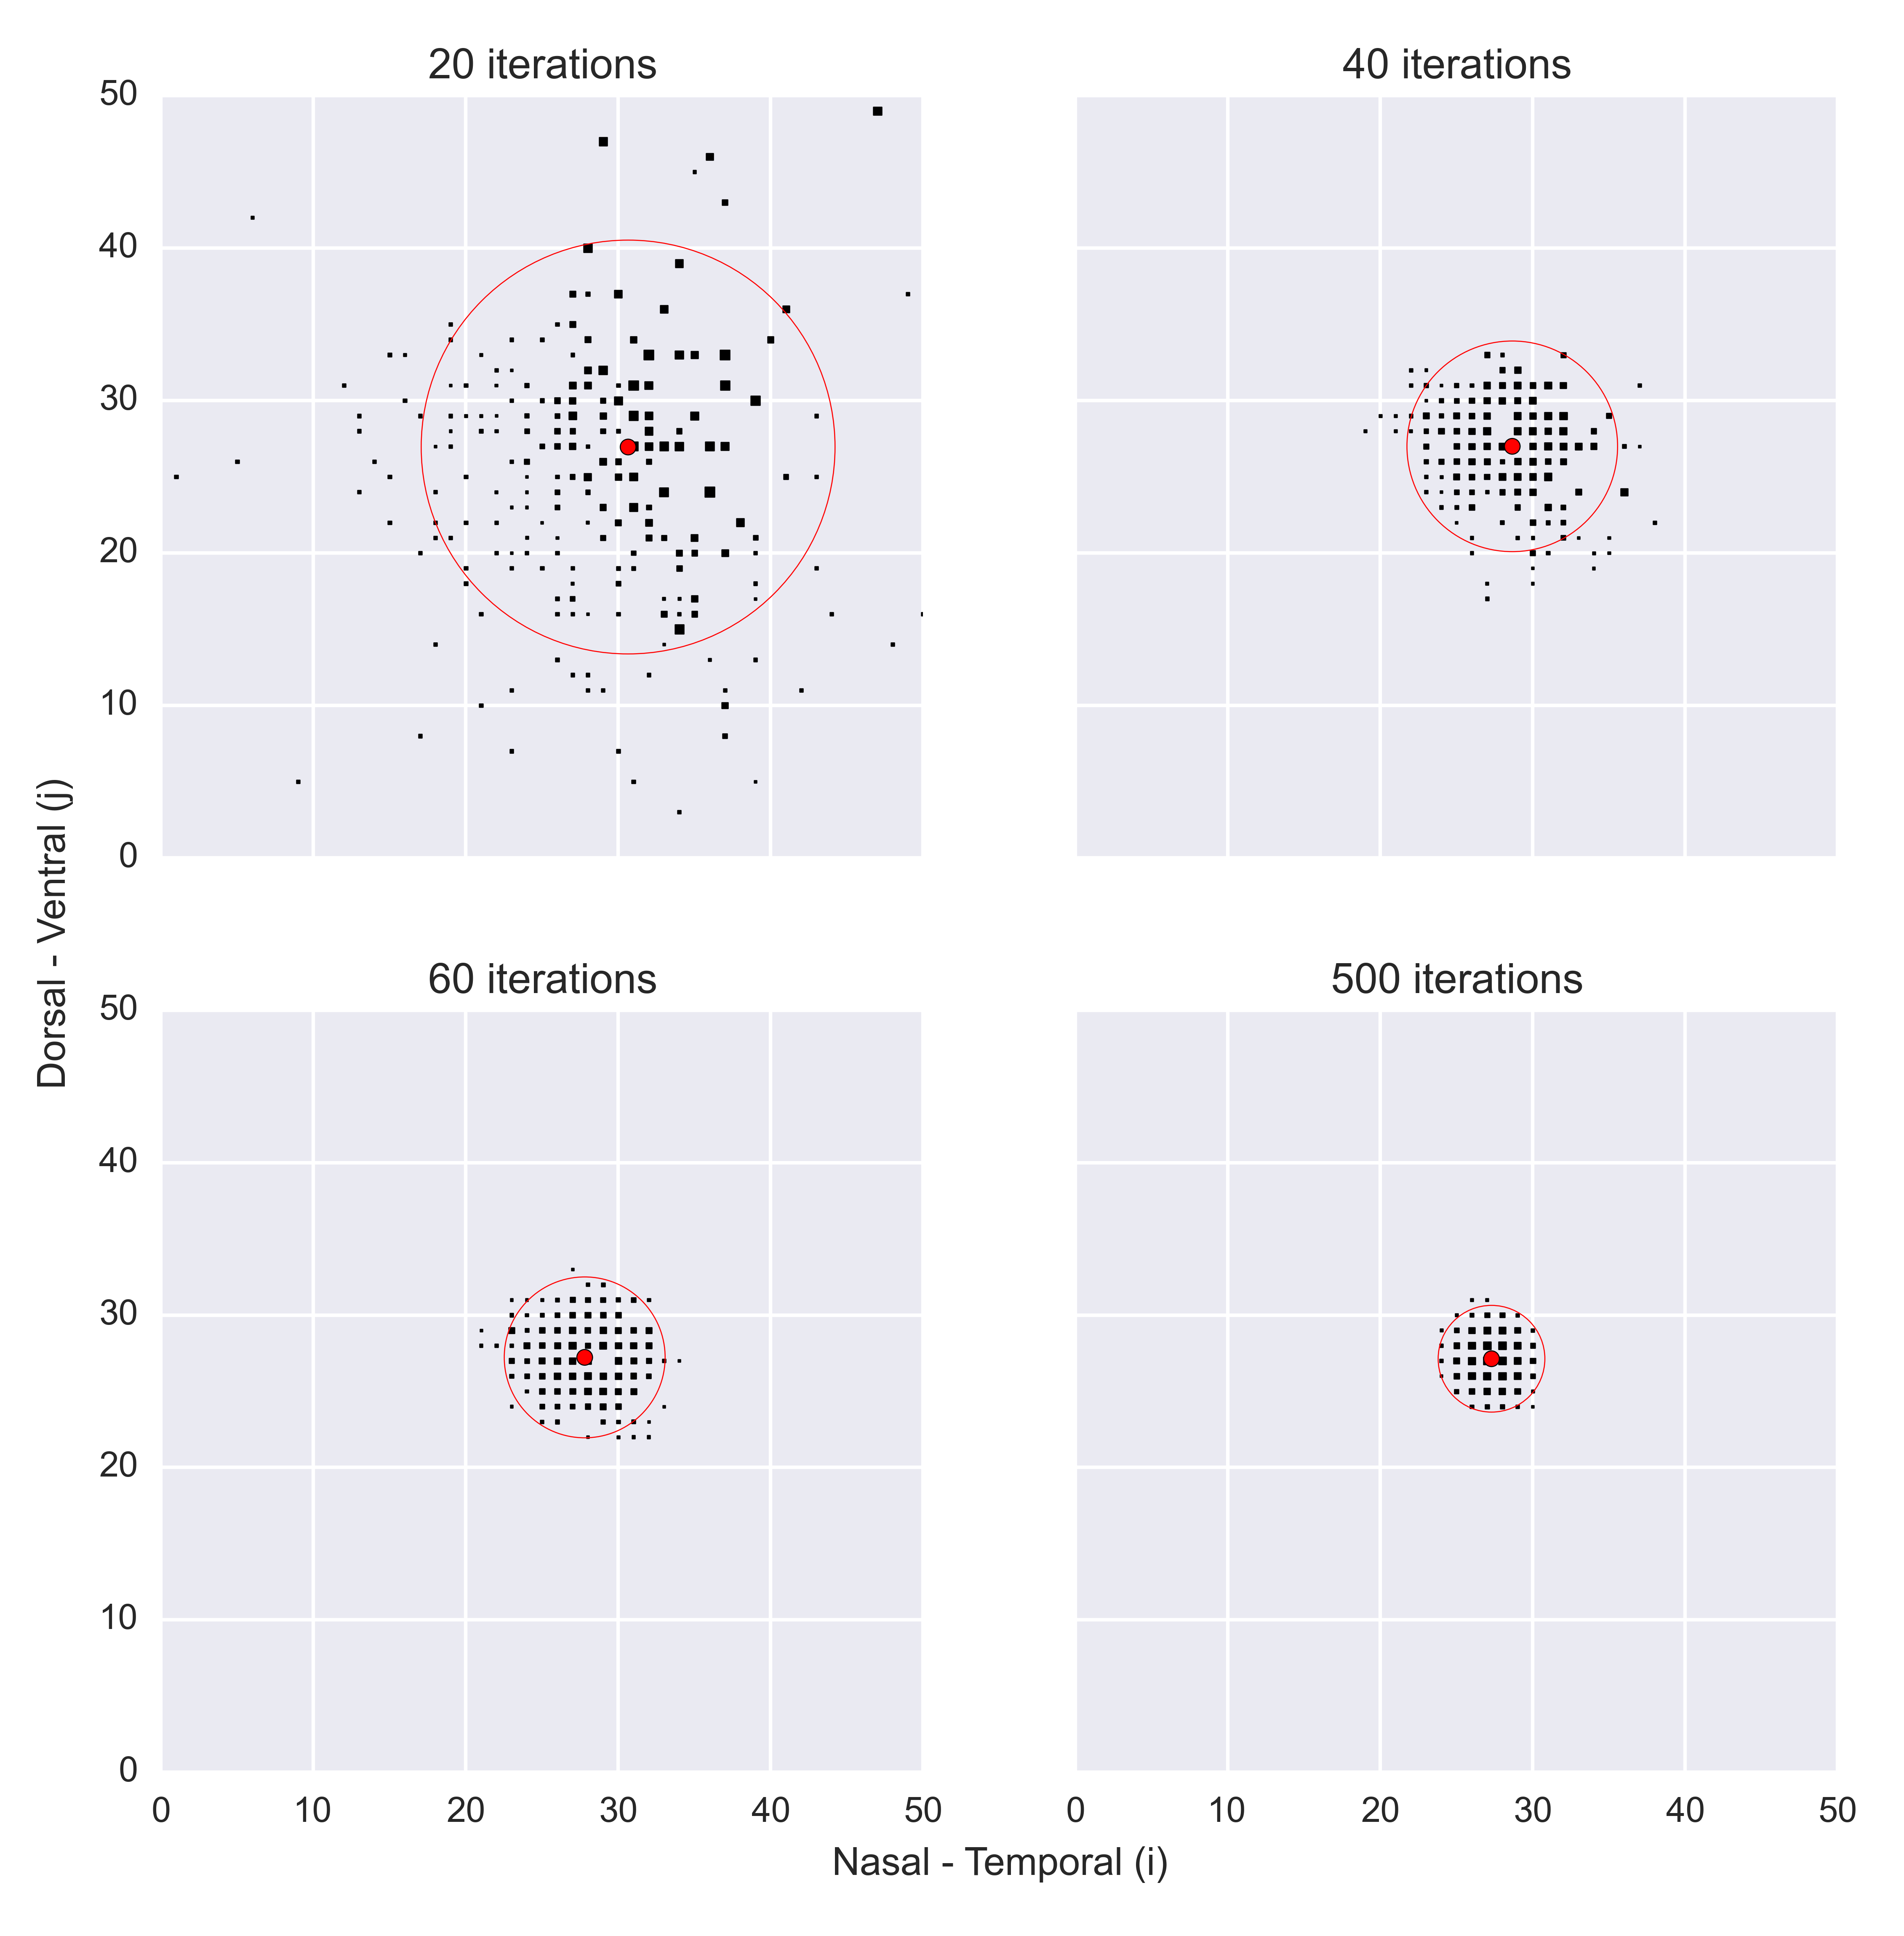 20 iterations
40 iterations
50
40
30
20
10
0
Dorsal - Ventral (j)
60 iterations
500 iterations
50
40
30
20
10
0
0 10 20 30 40 50
0 10 20 30 40 50
Nasal - Temporal (i)